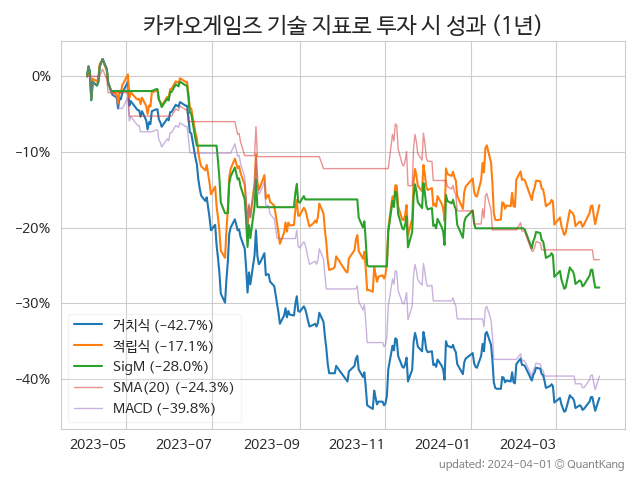 카카오게임즈 기술 지표로 투자 시 성과 (1년)
0%
−10%
−20%
−30%
−40%
거치식 (−42.7%)
적립식 (−17.1%)
SigM (−28.0%)
SMA(20) (−24.3%)
MACD (−39.8%)
2023-05 2023-07 2023-09 2023-11 2024-01 2024-03
updated: 2024-04-01 © QuantKang